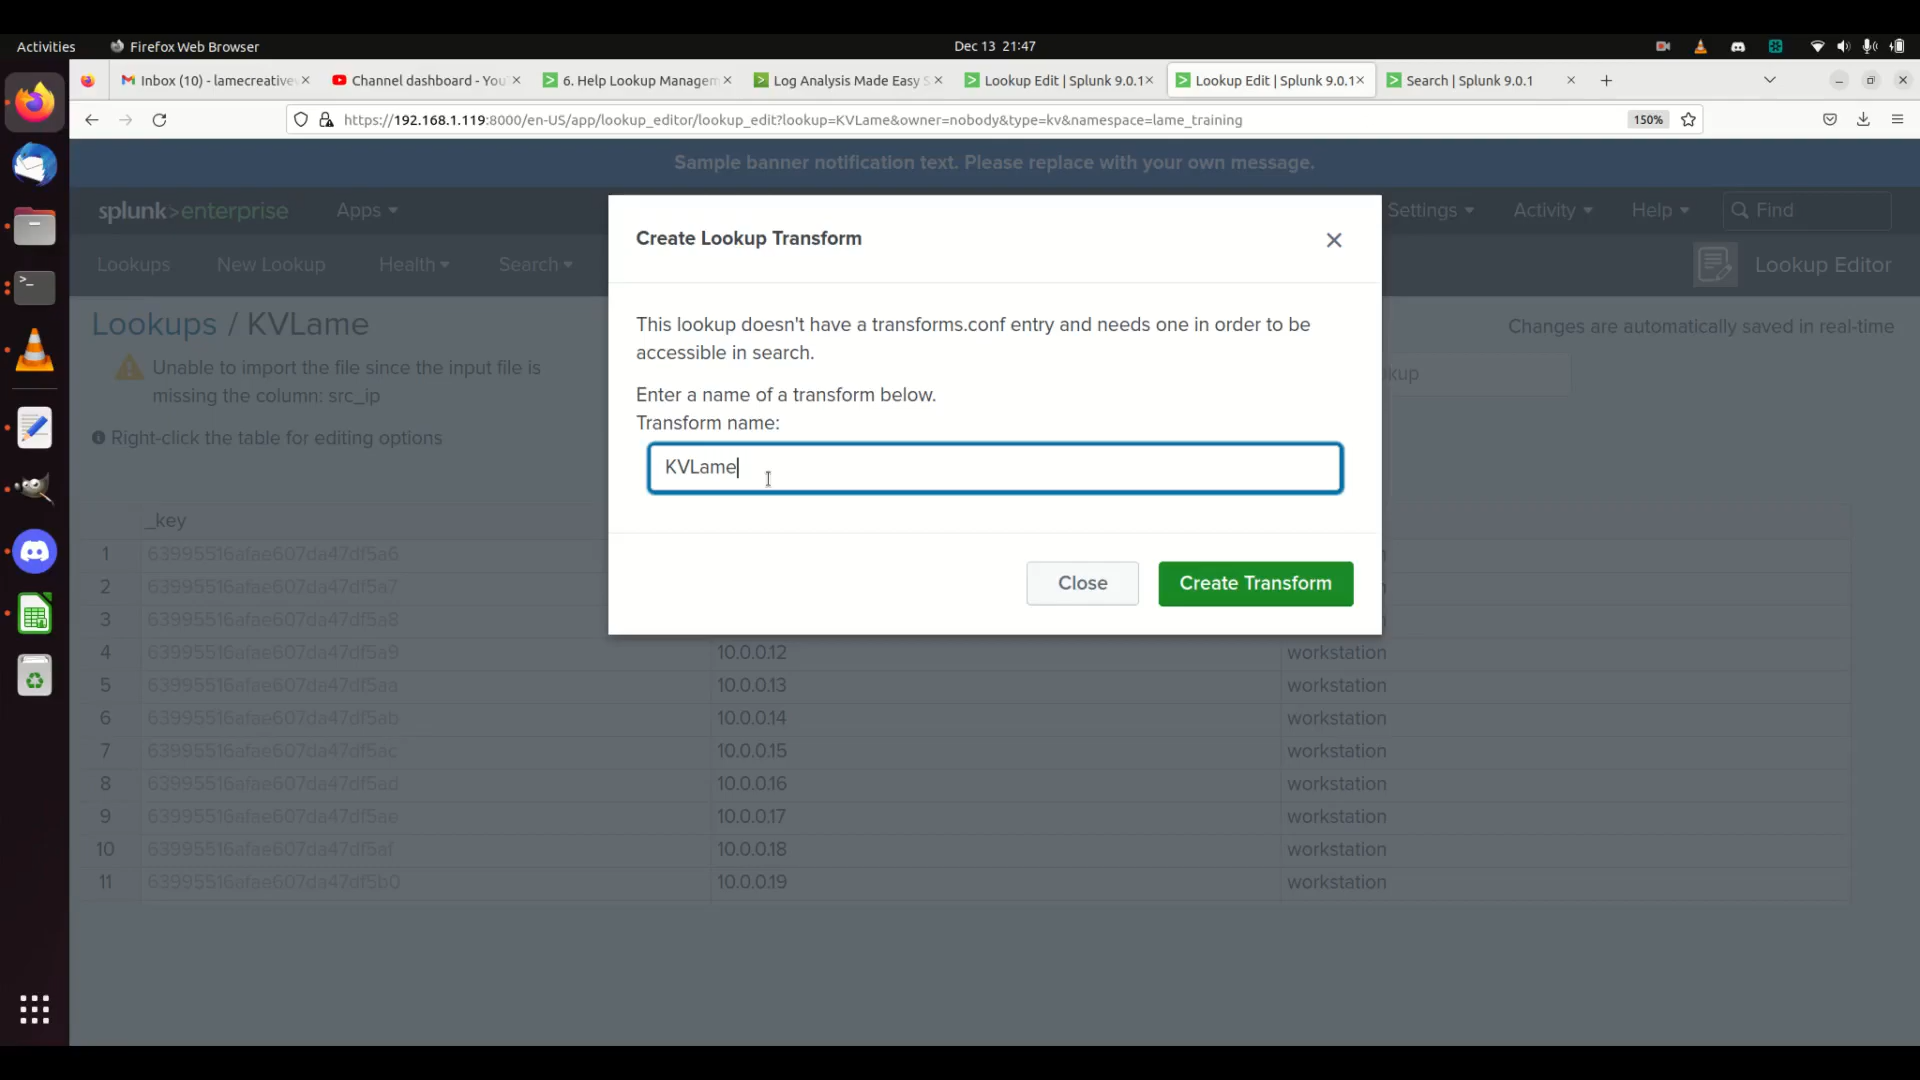 Activities
Firefox Web Browser
Dec 13 21:47
Inbox (10) - lamecreative
Channel dashboard - You
6. Help Lookup Managem
Log Analysis Made Easy S
Lookup Edit | Splunk 9.0.1
Lookup Edit | Splunk 9.0.1
Search | Splunk 9.0.1
https://192.168.1.119:8000/en-US/app/lookup_editor/lookup_edit?lookup=KVLame&owner=nobody&type=kv&namespace=lame_training
150%
Sample banner notification text. Please replace with your own message.
splunk>enterprise
Apps
Settings
Activity
Help
Find
Lookups
New Lookup
Health
Search
Lookup Editor
Lookups / KVLame
Changes are automatically saved in real-time
Unable to import the file since the input file is
missing the column: src_ip
kup
Right-click the table for editing options
Create Lookup Transform
This lookup doesn't have a transforms.conf entry and needs one in order to be
accessible in search.
Enter a name of a transform below.
Transform name:
KVLame
Close
Create Transform
_key
1 63995516afae607da47df5a6
2 63995516afae607da47df5a7
3 63995516afae607da47df5a8
4 63995516afae607da47df5a9 10.0.0.12 workstation
5 63995516afae607da47df5aa 10.0.0.13 workstation
6 63995516afae607da47df5ab 10.0.0.14 workstation
7 63995516afae607da47df5ac 10.0.0.15 workstation
8 63995516afae607da47df5ad 10.0.0.16 workstation
9 63995516afae607da47df5ae 10.0.0.17 workstation
10 63995516afae607da47df5af 10.0.0.18 workstation
11 63995516afae607da47df5b0 10.0.0.19 workstation